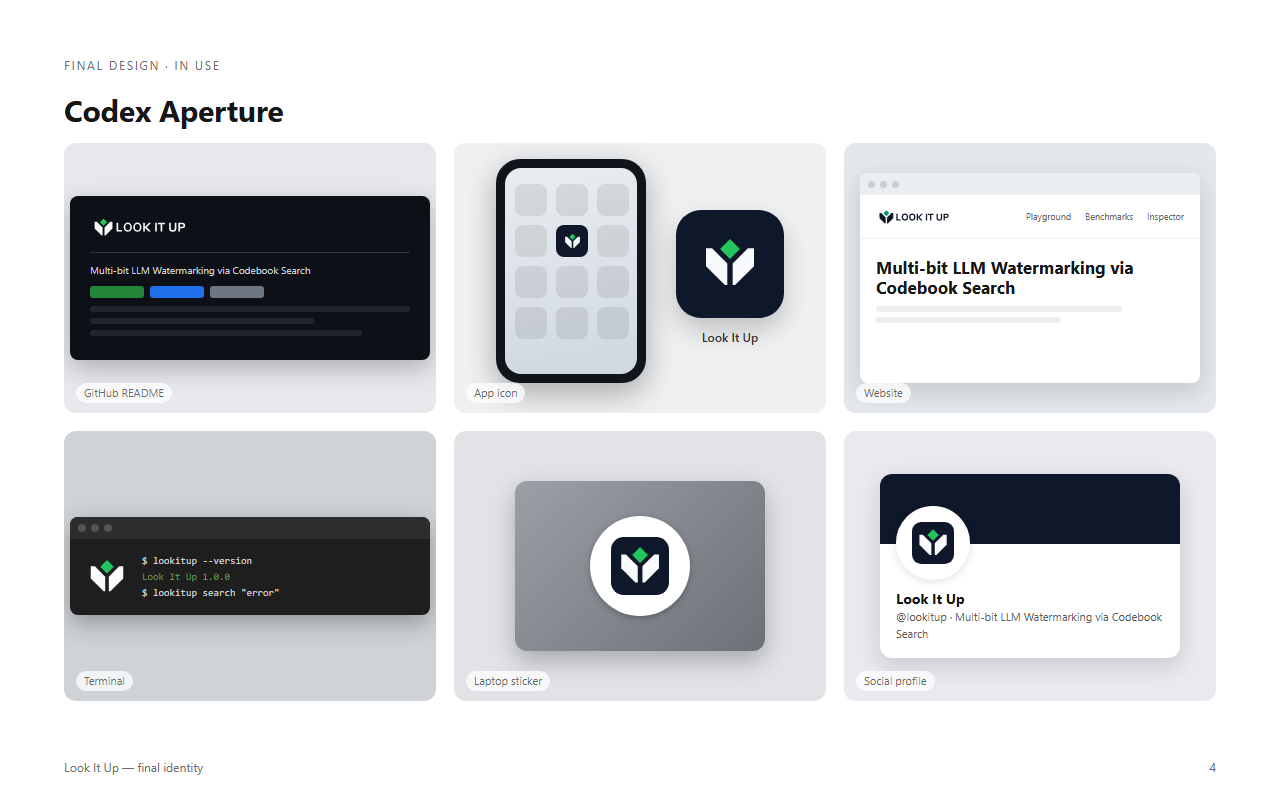 FINAL DESIGN · IN USE
Codex Aperture
LOOK IT UP
Multi-bit LLM Watermarking via Codebook Search
GitHub README
Look It Up
App icon
LOOK IT UP
Playground Benchmarks Inspector
Multi-bit LLM Watermarking via
Codebook Search
Website
$ lookitup --version
Look It Up 1.0.0
$ lookitup search "error"
Terminal
Laptop sticker
Look It Up
@lookitup · Multi-bit LLM Watermarking via Codebook
Search
Social profile
Look It Up — final identity
4